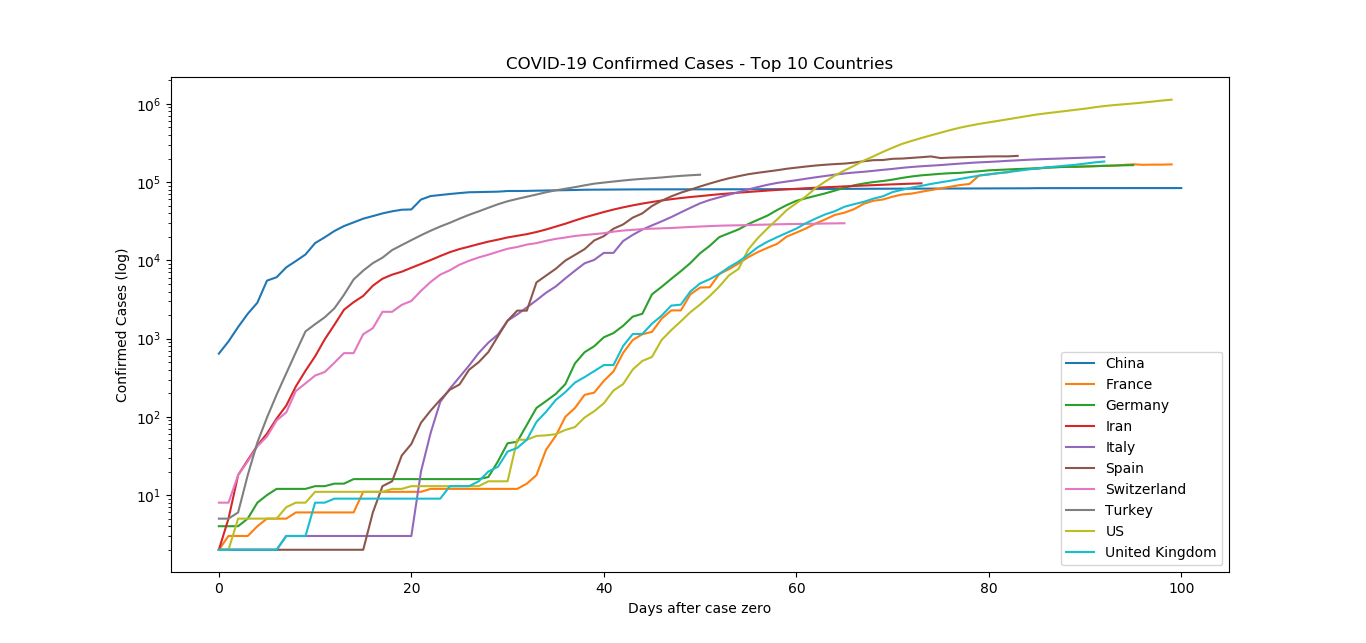 COVID-19 Confirmed Cases - Top 10 Countries
Confirmed Cases (log)
10⁶
10⁵
10⁴
10³
10²
10¹
0 20 40 60 80 100
Days after case zero
China
France
Germany
Iran
Italy
Spain
Switzerland
Turkey
US
United Kingdom